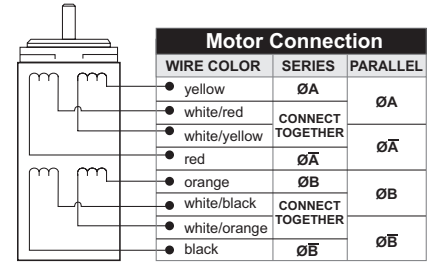 Motor Connection
WIRE COLOR SERIES PARALLEL
yellow ØA
ØA
white/red
CONNECT
TOGETHER
white/yellow
ØA̅
red ØA̅
orange ØB
ØB
white/black
CONNECT
TOGETHER
white/orange
ØB̅
black ØB̅